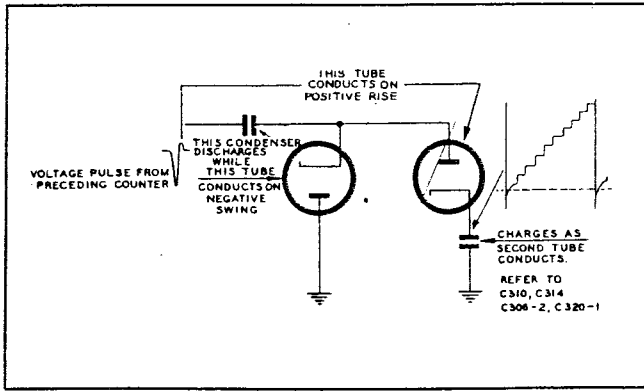 THIS TUBE
CONDUCTS ON
POSITIVE RISE
THIS CONDENSER
DISCHARGES
WHILE
THIS TUBE
CONDUCTS ON
NEGATIVE
SWING
VOLTAGE PULSE FROM
PRECEDING COUNTER
CHARGES AS
SECOND TUBE
CONDUCTS.
REFER TO
C310, C314
C306-2, C320-1